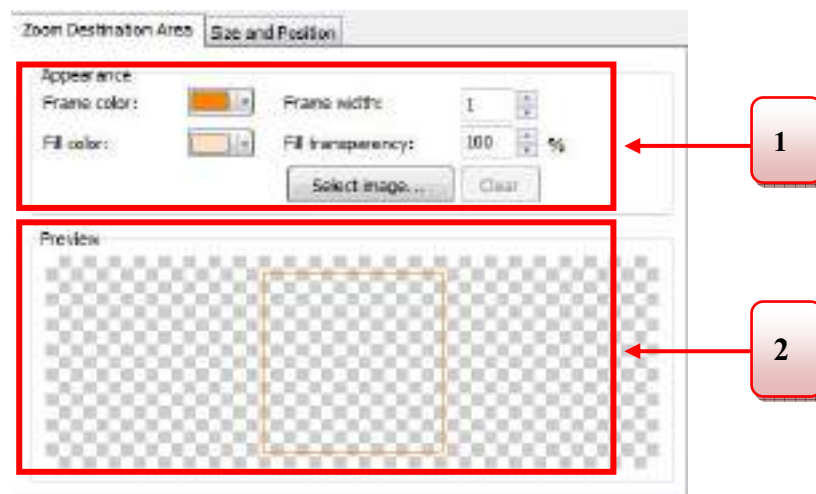 Zoom Destination Area Size and Position
Appearance
Frame color: Frame width: 1
Fill color: Fill transparency: 100 %
Select image... Clear
1
Preview
2